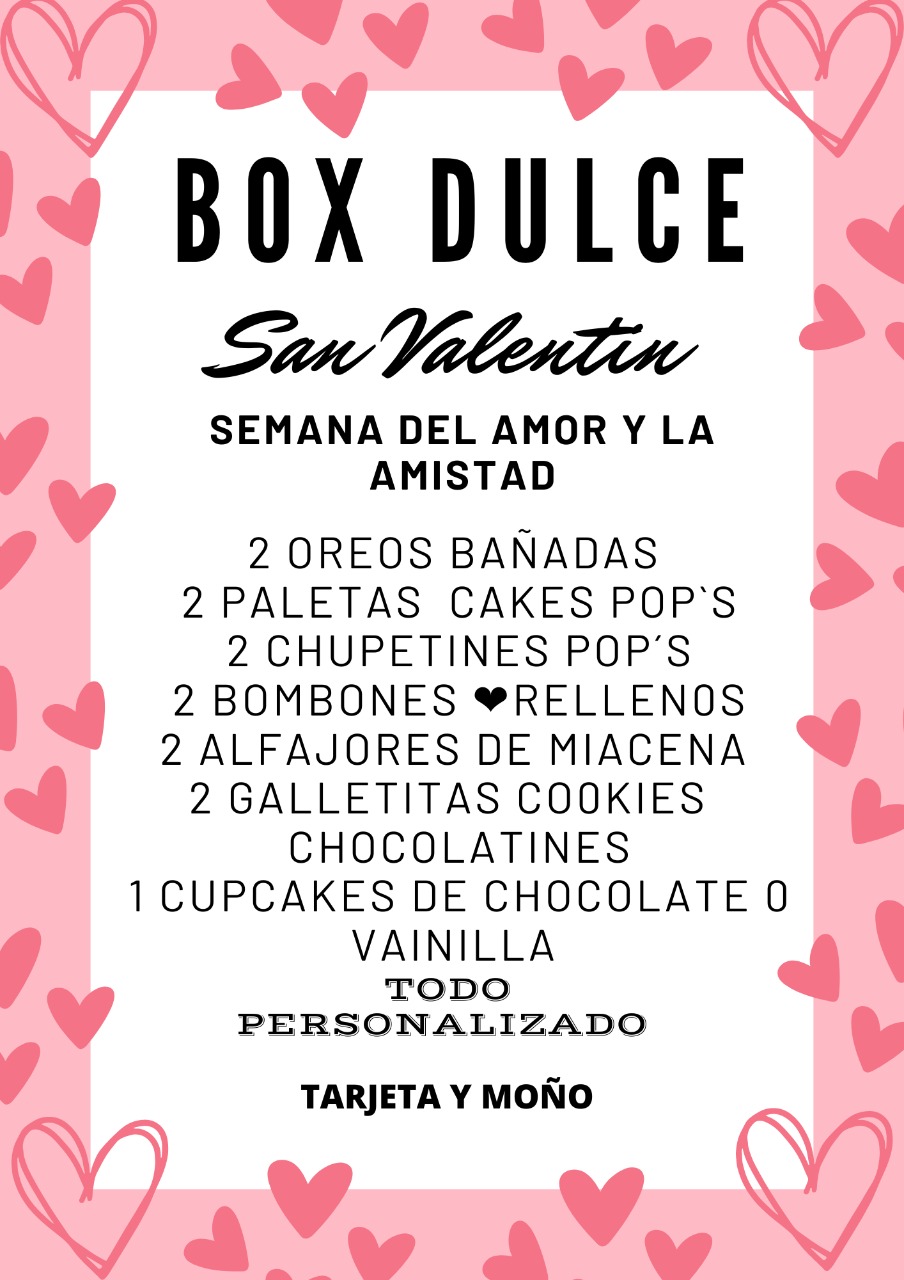 BOX DULCE
San Valentin
SEMANA DEL AMOR Y LA
AMISTAD
2 OREOS BAÑADAS
2 PALETAS CAKES POP`S
2 CHUPETINES POP´S
2 BOMBONES ❤RELLENOS
2 ALFAJORES DE MIACENA
2 GALLETITAS COOKIES
CHOCOLATINES
1 CUPCAKES DE CHOCOLATE O
VAINILLA
TODO
PERSONALIZADO
TARJETA Y MOÑO